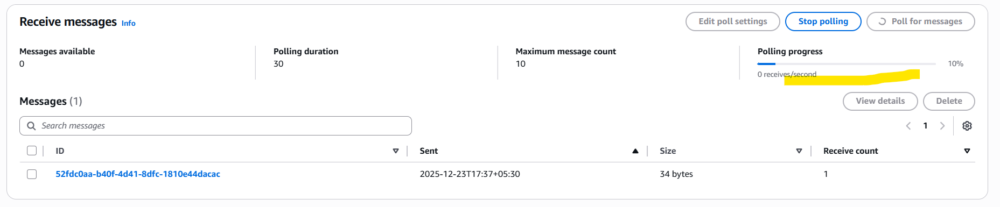 Receive messages Info
Edit poll settings Stop polling Poll for messages
Messages available Polling duration Maximum message count Polling progress
0 30 10 10%
0 receives/second
Messages (1)
View details Delete
Search messages
1
ID Sent Size Receive count
52fdc0aa-b40f-4d41-8dfc-1810e44dacac 2025-12-23T17:37+05:30 34 bytes 1